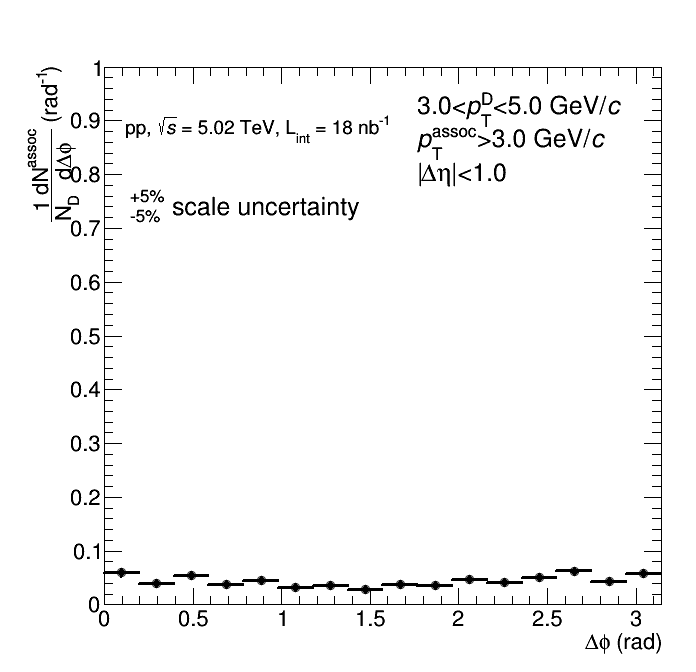 1 dN^assoc / N_D dΔφ (rad^-1)
1
0.9
0.8
0.7
0.6
0.5
0.4
0.3
0.2
0.1
0
pp, √s = 5.02 TeV, L_int = 18 nb^-1
+5%
-5% scale uncertainty
3.0<p_T^D<5.0 GeV/c
p_T^assoc>3.0 GeV/c
|Δη|<1.0
0 0.5 1 1.5 2 2.5 3
Δφ (rad)